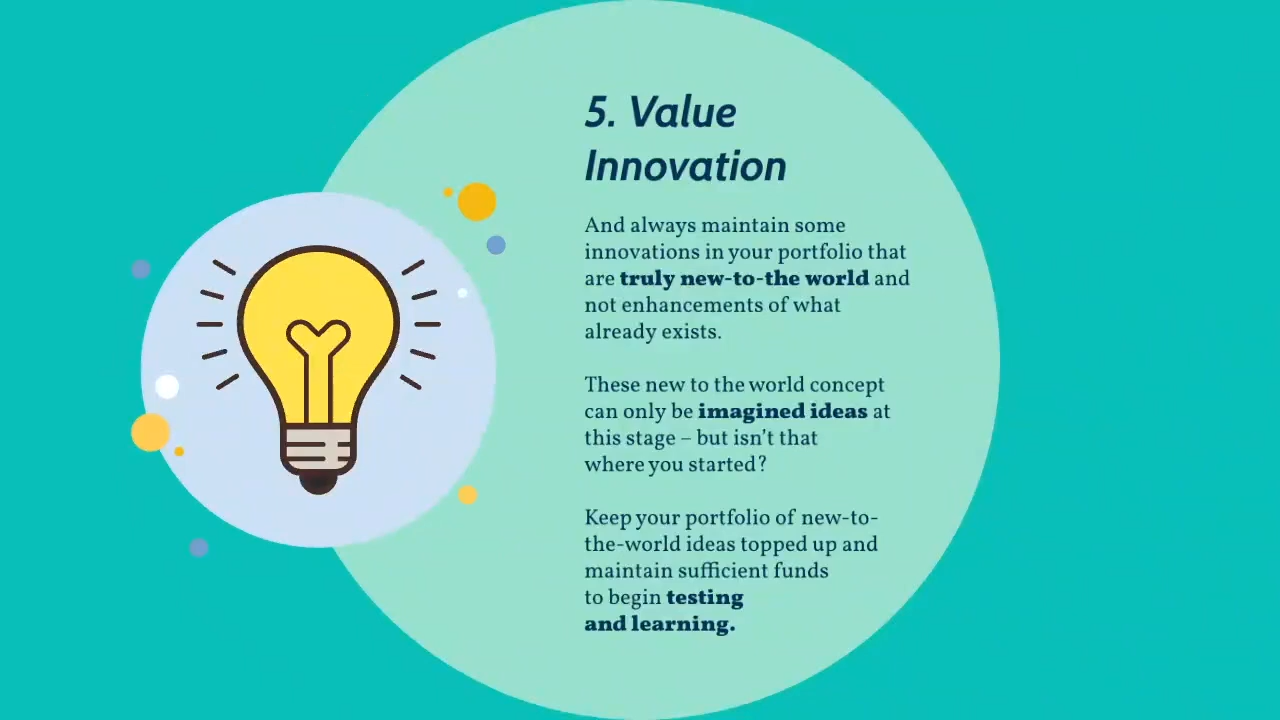 5. Value
Innovation
And always maintain some
innovations in your portfolio that
are truly new-to-the world and
not enhancements of what
already exists.
These new to the world concept
can only be imagined ideas at
this stage – but isn't that
where you started?
Keep your portfolio of new-to-
the-world ideas topped up and
maintain sufficient funds
to begin testing
and learning.